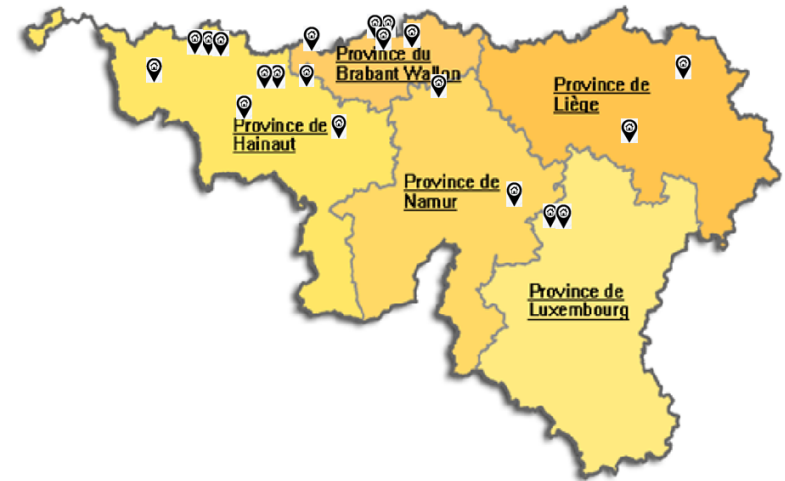 Province du
Brabant Wallon
Province de
Liège
Province de
Hainaut
Province de
Namur
Province de
Luxembourg